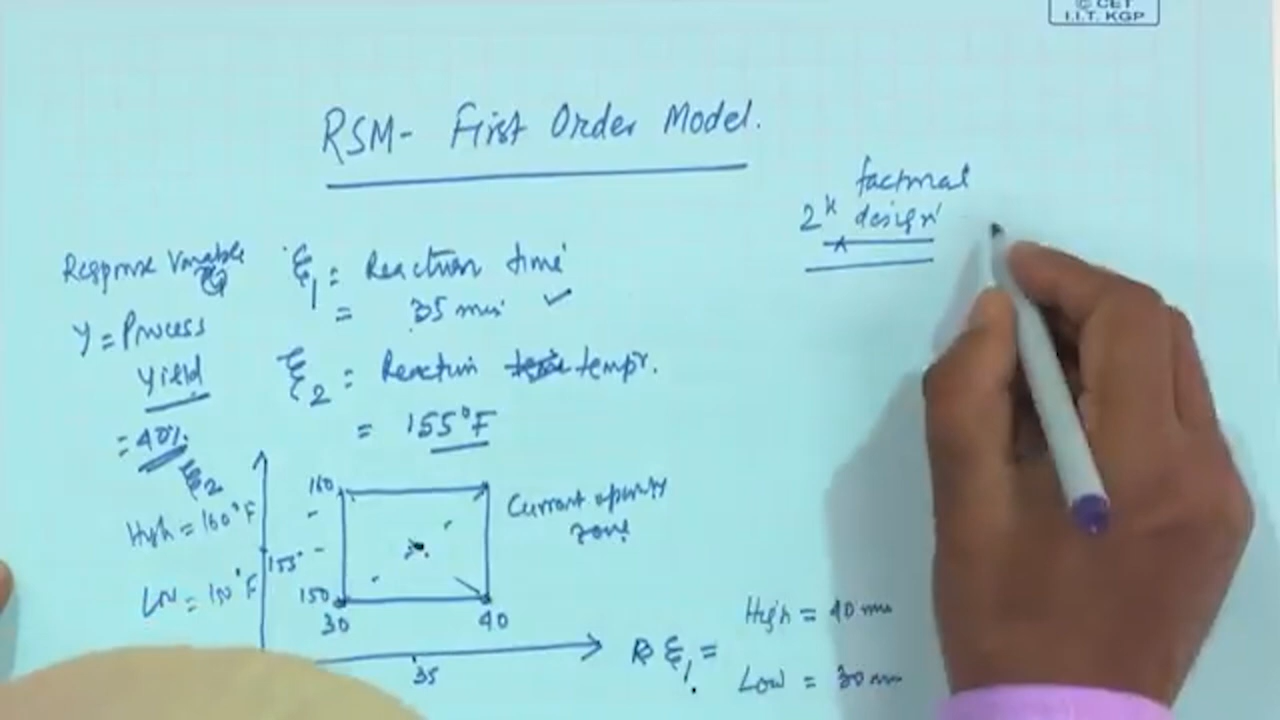 © CET
I.I.T. KGP
RSM- First Order Model.
2^k factorial
design
Response Variable
Y = Process
Yield
= 40%
ξ1 = Reaction time
= 35 min ✓
ξ2 = Reaction tempr.
= 155°F
ξ2
High = 160°F
Low = 150°F
160
155
150
30
40
35
Current operating
zone
ξ1 =
High = 40 min
Low = 30 min